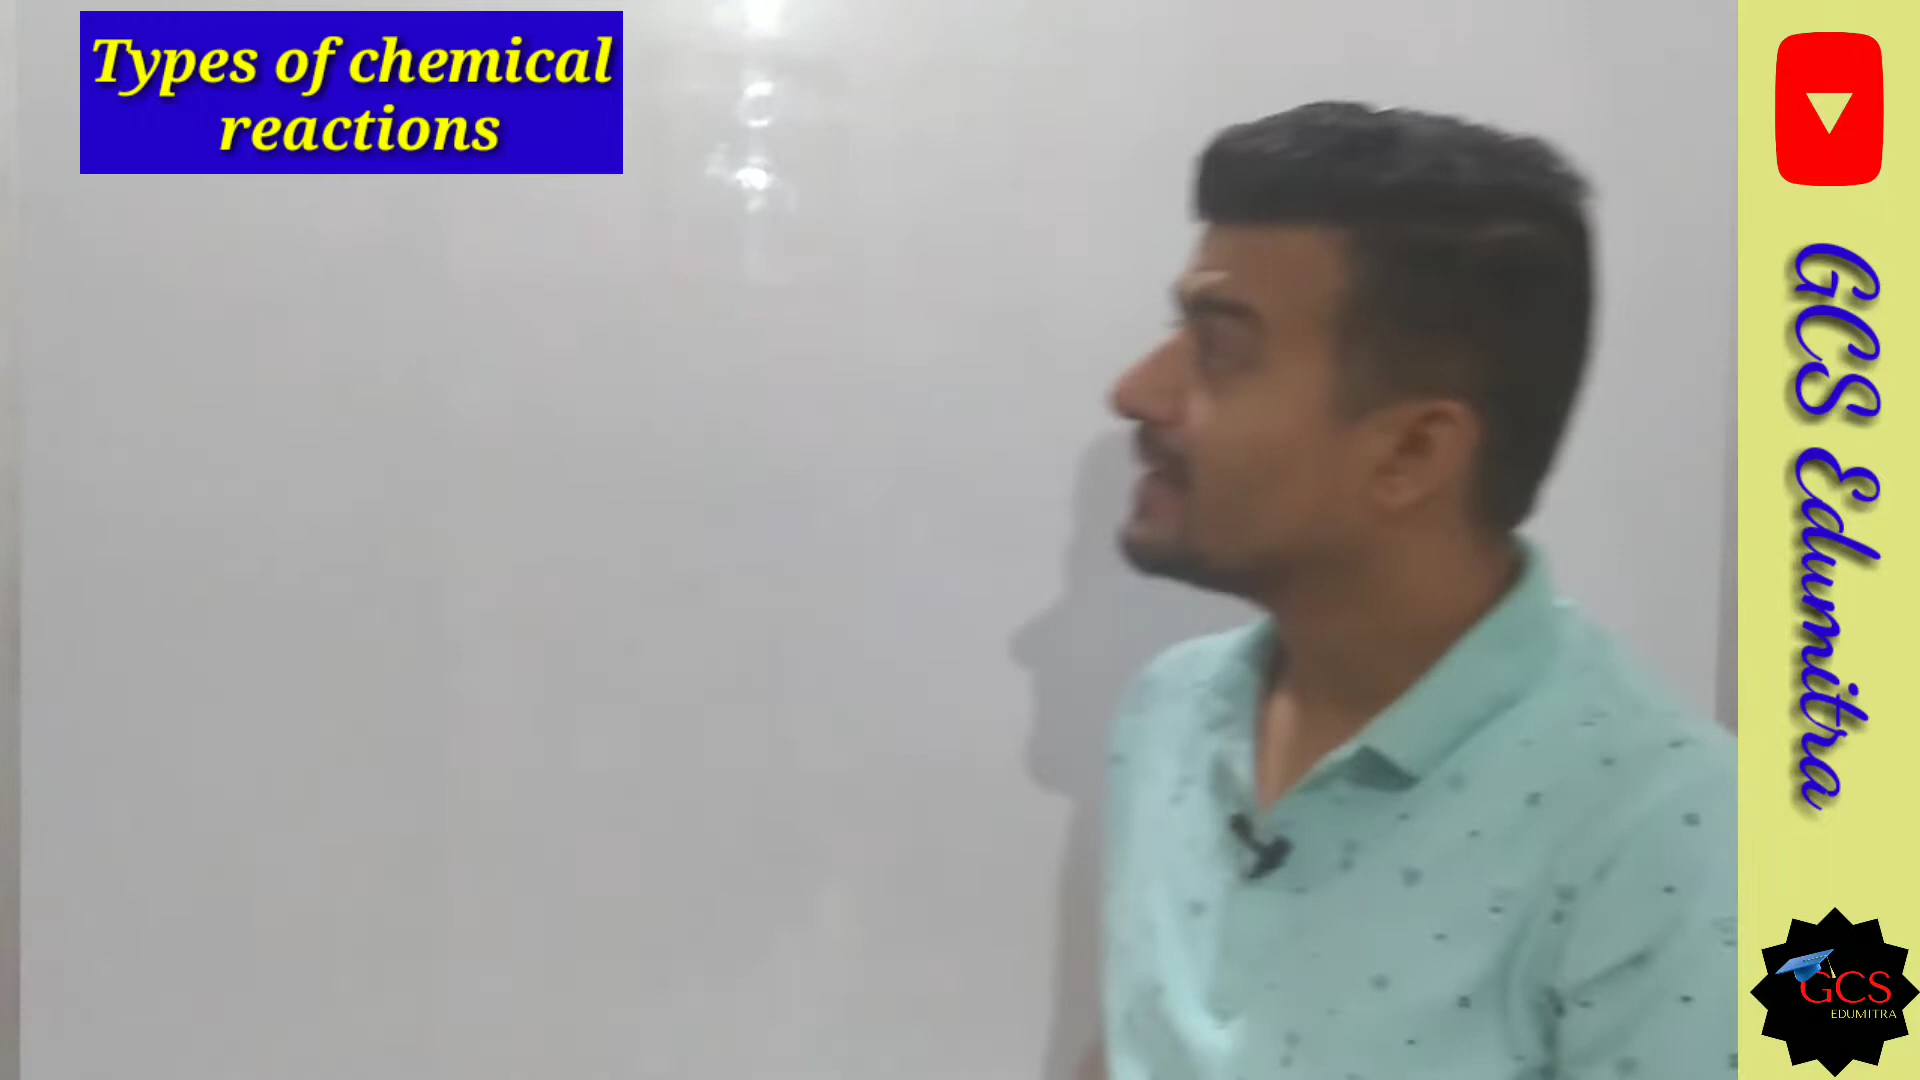 Types of chemical
reactions
GCS Edumitra
GCS
EDUMITRA